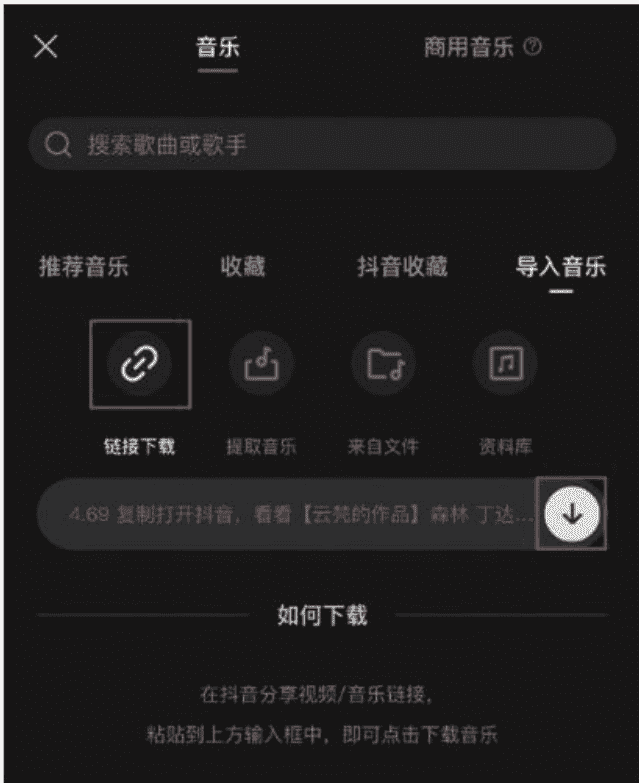 音乐
商用音乐
搜索歌曲或歌手
推荐音乐
收藏
抖音收藏
导入音乐
链接下载
提取音乐
来自文件
资料库
4.69 复制打开抖音，看看【云梵的作品】森林 丁达...
如何下载
在抖音分享视频/音乐链接，
粘贴到上方输入框中，即可点击下载音乐